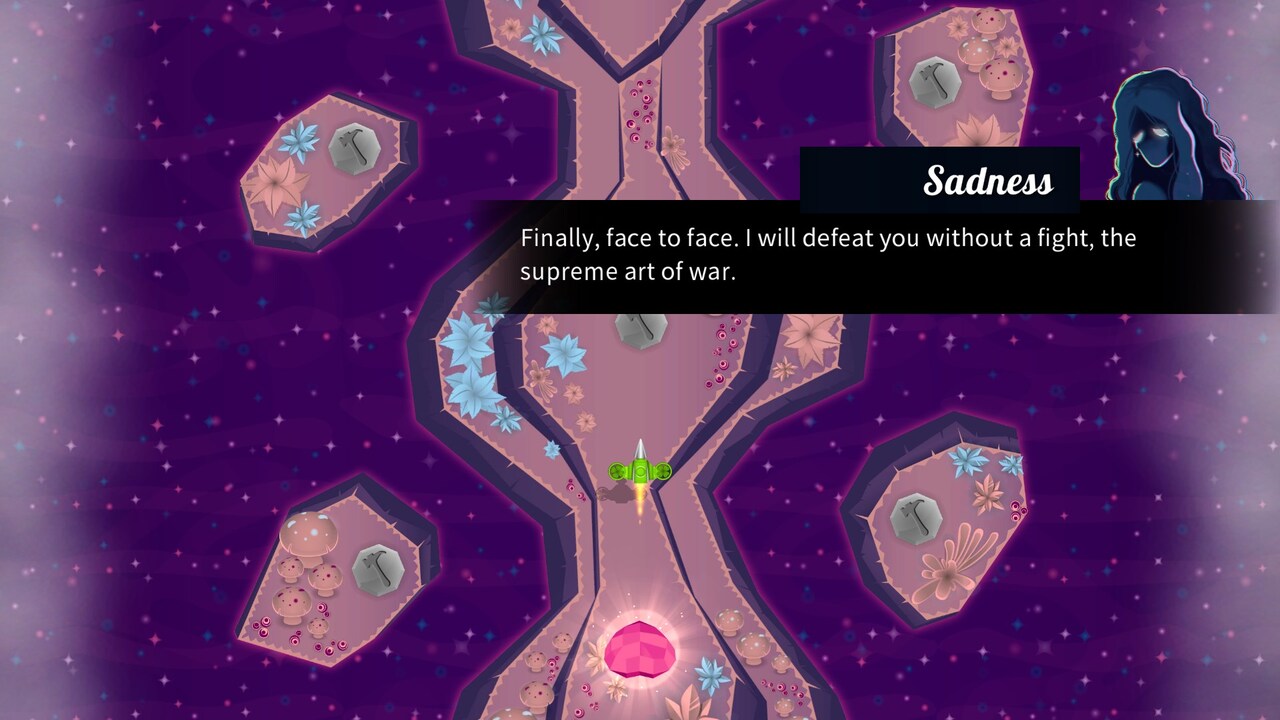 Sadness
Finally, face to face. I will defeat you without a fight, the
supreme art of war.